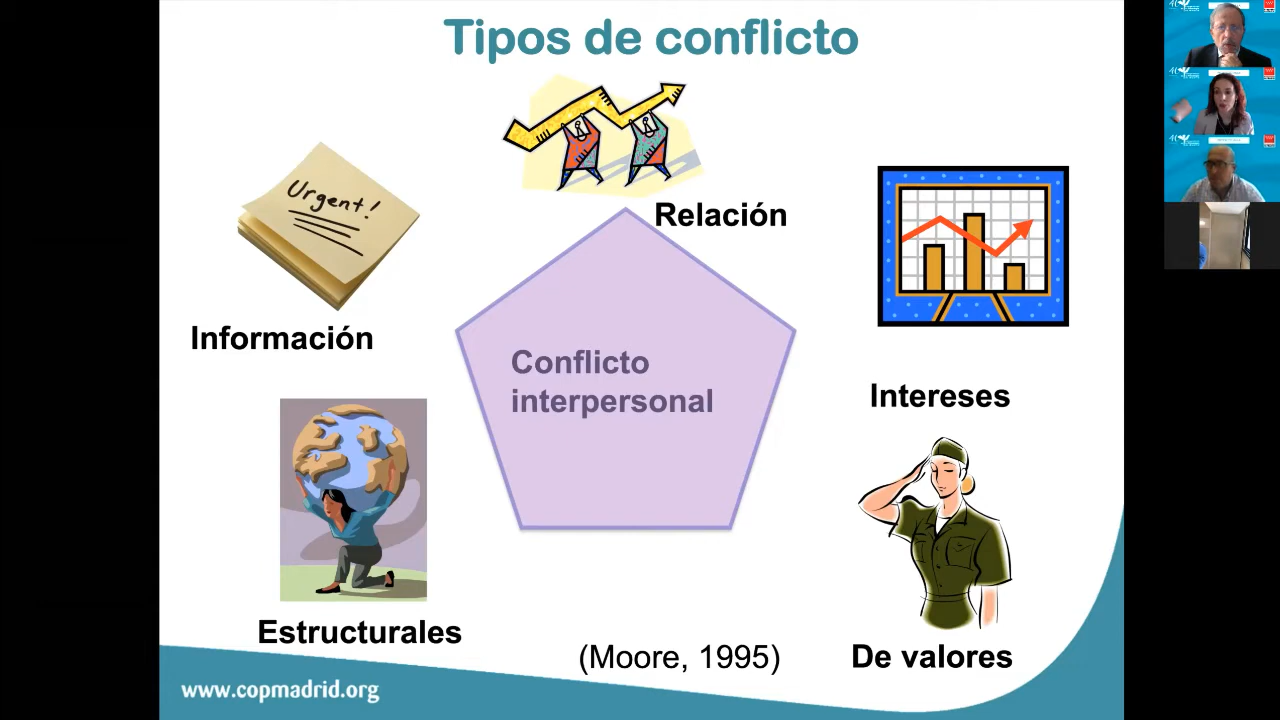 Tipos de conflicto
Urgent!
Relación
Información
Conflicto
interpersonal
Intereses
Estructurales
(Moore, 1995)
De valores
www.copmadrid.org